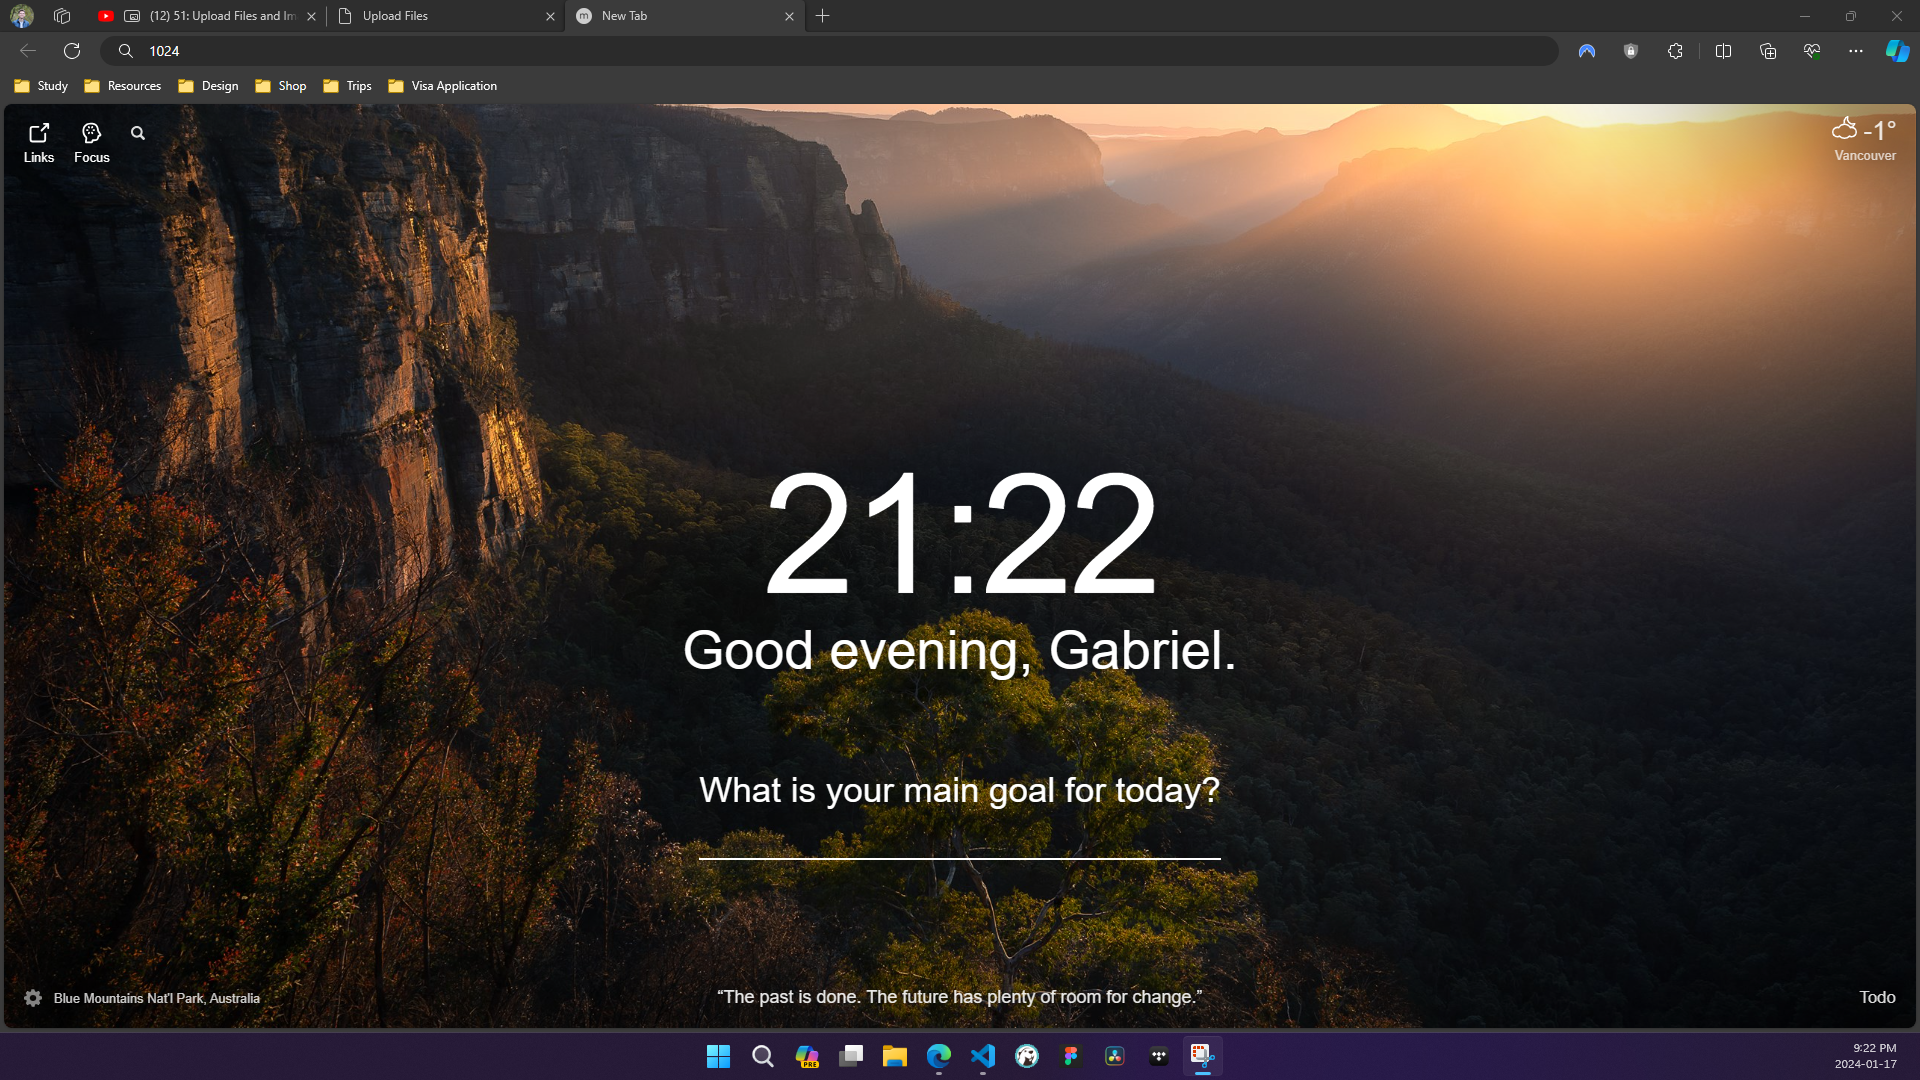 (12) 51: Upload Files and Im
Upload Files
m
New Tab
1024
Study
Resources
Design
Shop
Trips
Visa Application
Links
Focus
-1°
Vancouver
21:22
Good evening, Gabriel.
What is your main goal for today?
Blue Mountains Nat'l Park, Australia
“The past is done. The future has plenty of room for change.”
Todo
PRE
9:22 PM
2024-01-17